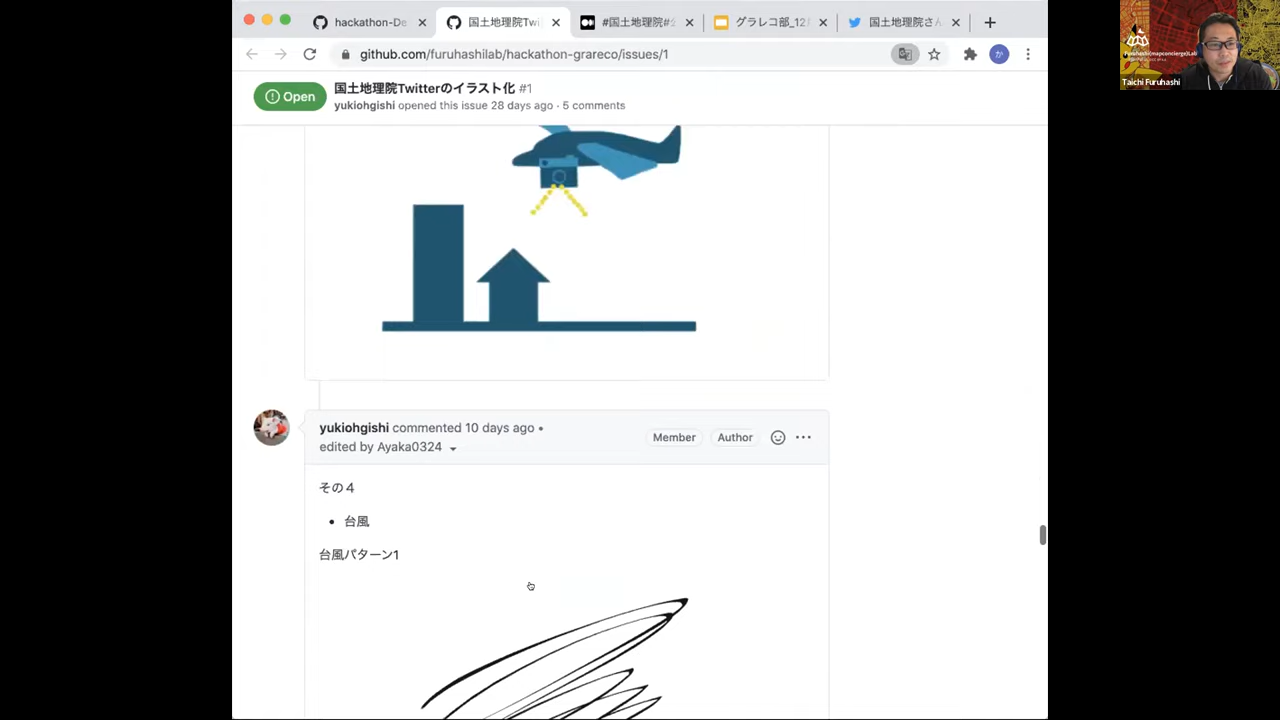 hackathon-De
国土地理院Twi
#国土地理院#2
グラレコ部_12月
国土地理院さん
github.com/furuhashilab/hackathon-grareco/issues/1
か
Open
国土地理院Twitterのイラスト化 #1
yukiohgishi opened this issue 28 days ago · 5 comments
yukiohgishi commented 10 days ago •
edited by Ayaka0324
Member
Author
その４
• 台風
台風パターン1
Taichi Furuhashi